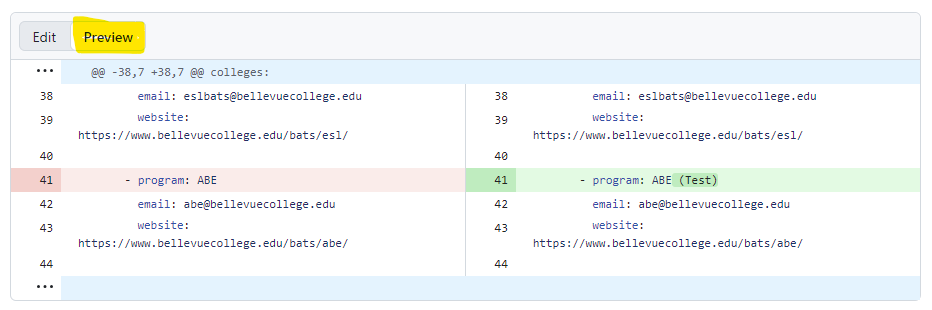 Edit Preview
... @@ -38,7 +38,7 @@ colleges:
38 email: eslbats@bellevuecollege.edu 38 email: eslbats@bellevuecollege.edu
39 website: 39 website:
https://www.bellevuecollege.edu/bats/esl/ https://www.bellevuecollege.edu/bats/esl/
40 40
41 - program: ABE 41 - program: ABE (Test)
42 email: abe@bellevuecollege.edu 42 email: abe@bellevuecollege.edu
43 website: 43 website:
https://www.bellevuecollege.edu/bats/abe/ https://www.bellevuecollege.edu/bats/abe/
44 44
...